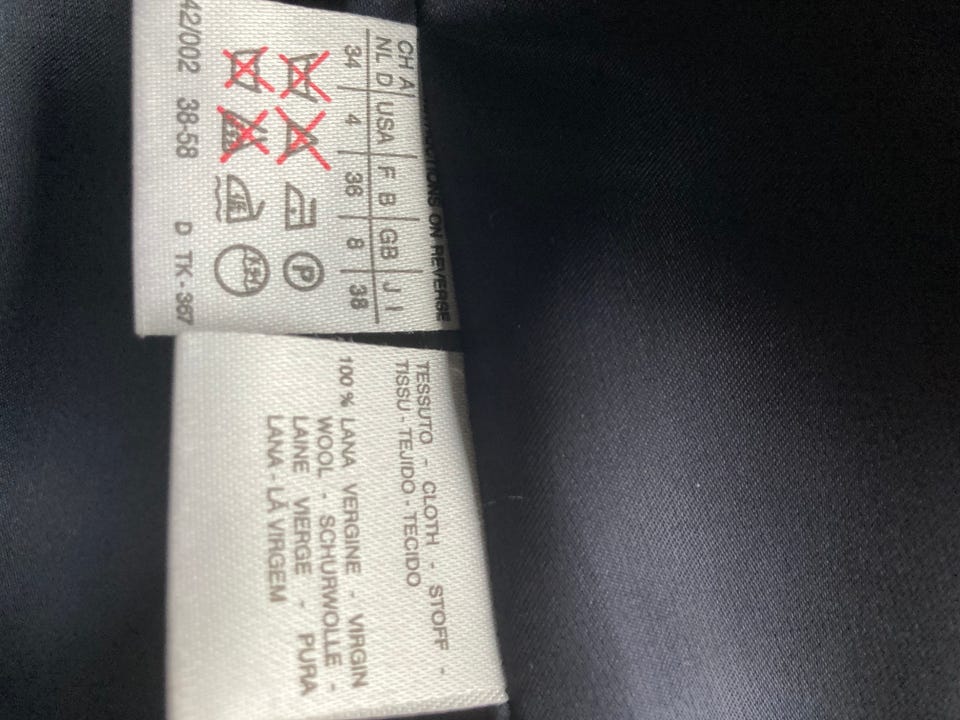 ON REVERSE
CH A
NL D USA F B GB J I
34 4 36 8 38
P
42/002 38-58 D TK-367
TESSUTO - CLOTH - STOFF -
TISSU - TEJIDO - TECIDO
100 % LANA VERGINE - VIRGIN
WOOL - SCHURWOLLE -
LAINE VIERGE - PURA
LANA - LÃ VIRGEM